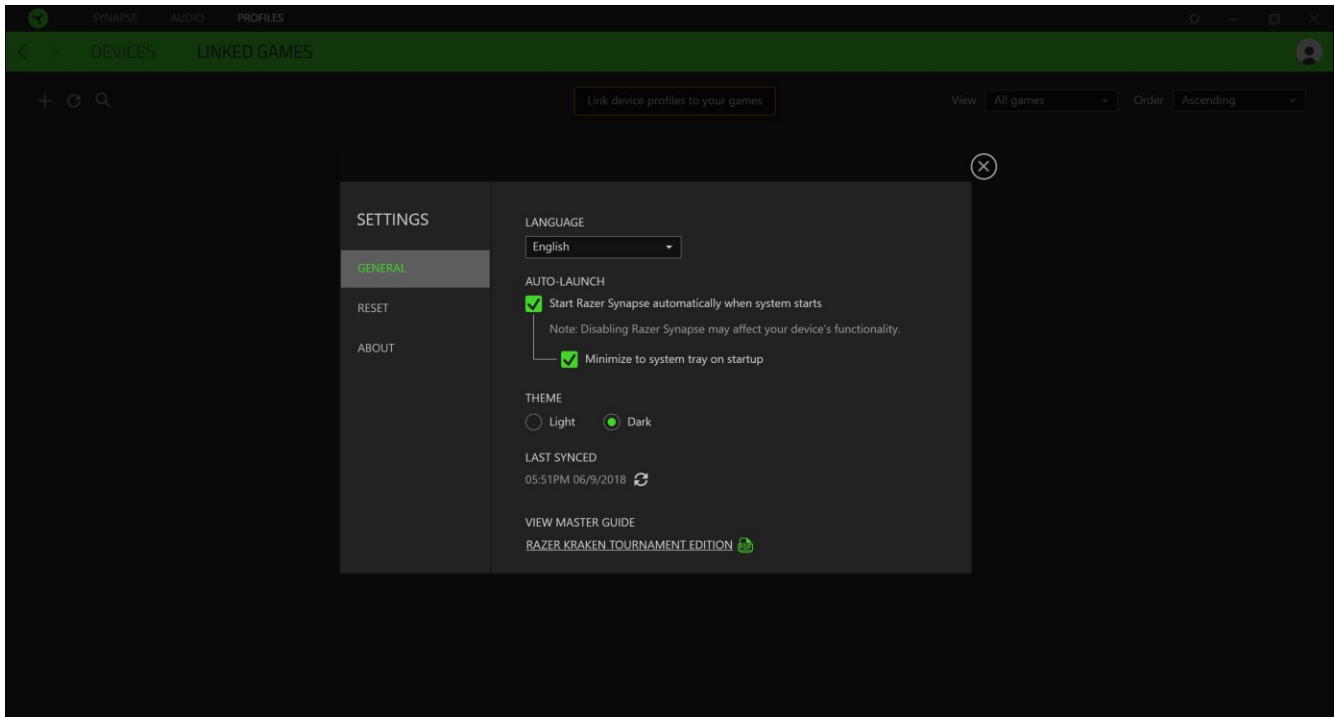 SYNAPSE AUDIO PROFILES
DEVICES LINKED GAMES
Link device profiles to your games View All games Order Ascending
SETTINGS
GENERAL
RESET
ABOUT
LANGUAGE
English
AUTO-LAUNCH
Start Razer Synapse automatically when system starts
Note: Disabling Razer Synapse may affect your device's functionality.
Minimize to system tray on startup
THEME
Light Dark
LAST SYNCED
05:51PM 06/9/2018
VIEW MASTER GUIDE
RAZER KRAKEN TOURNAMENT EDITION